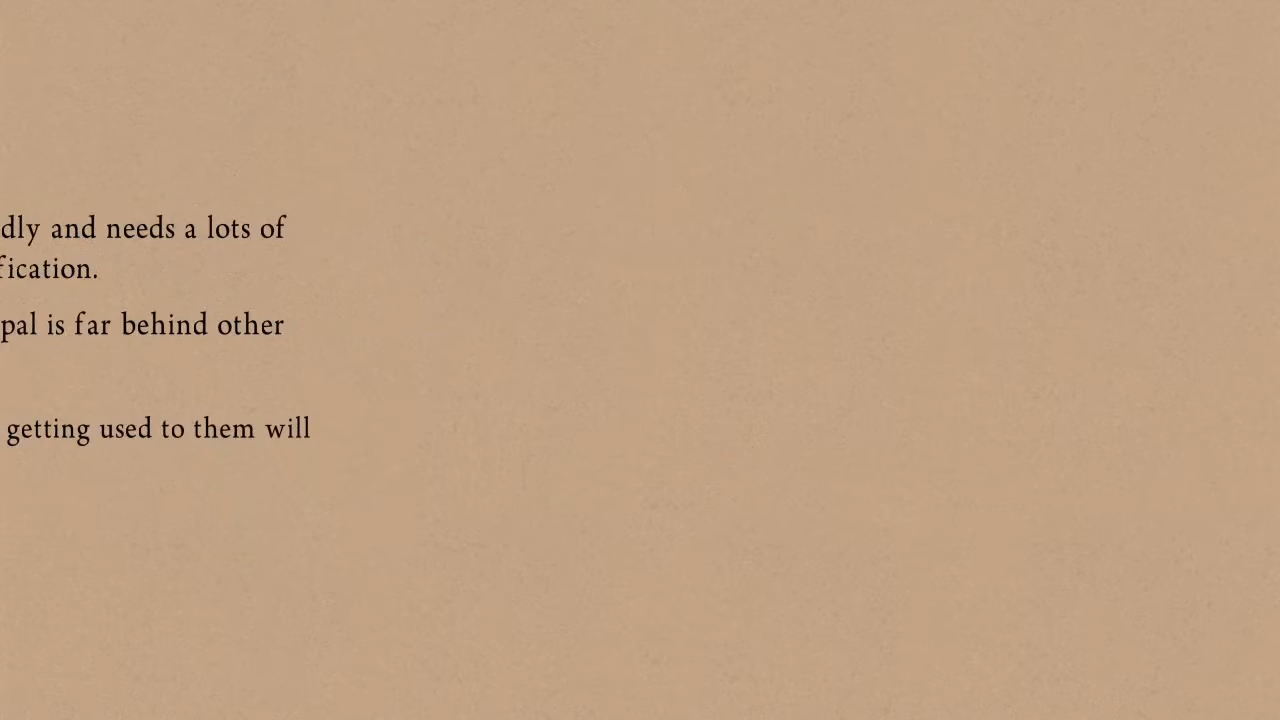 dly and needs a lots of
fication.
pal is far behind other
getting used to them will